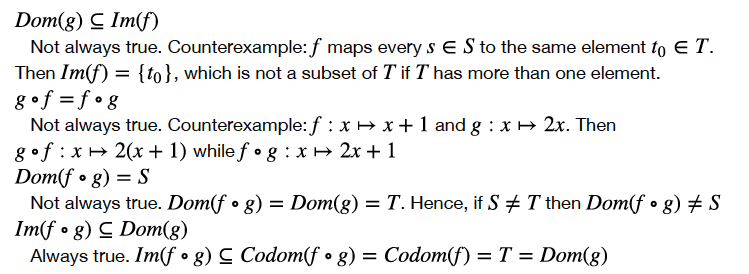 Dom(g) ⊆ Im(f)
Not always true. Counterexample: f maps every s ∈ S to the same element t₀ ∈ T.
Then Im(f) = {t₀}, which is not a subset of T if T has more than one element.
g ∘ f = f ∘ g
Not always true. Counterexample: f : x ↦ x + 1 and g : x ↦ 2x. Then
g ∘ f : x ↦ 2(x + 1) while f ∘ g : x ↦ 2x + 1
Dom(f ∘ g) = S
Not always true. Dom(f ∘ g) = Dom(g) = T. Hence, if S ≠ T then Dom(f ∘ g) ≠ S
Im(f ∘ g) ⊆ Dom(g)
Always true. Im(f ∘ g) ⊆ Codom(f ∘ g) = Codom(f) = T = Dom(g)